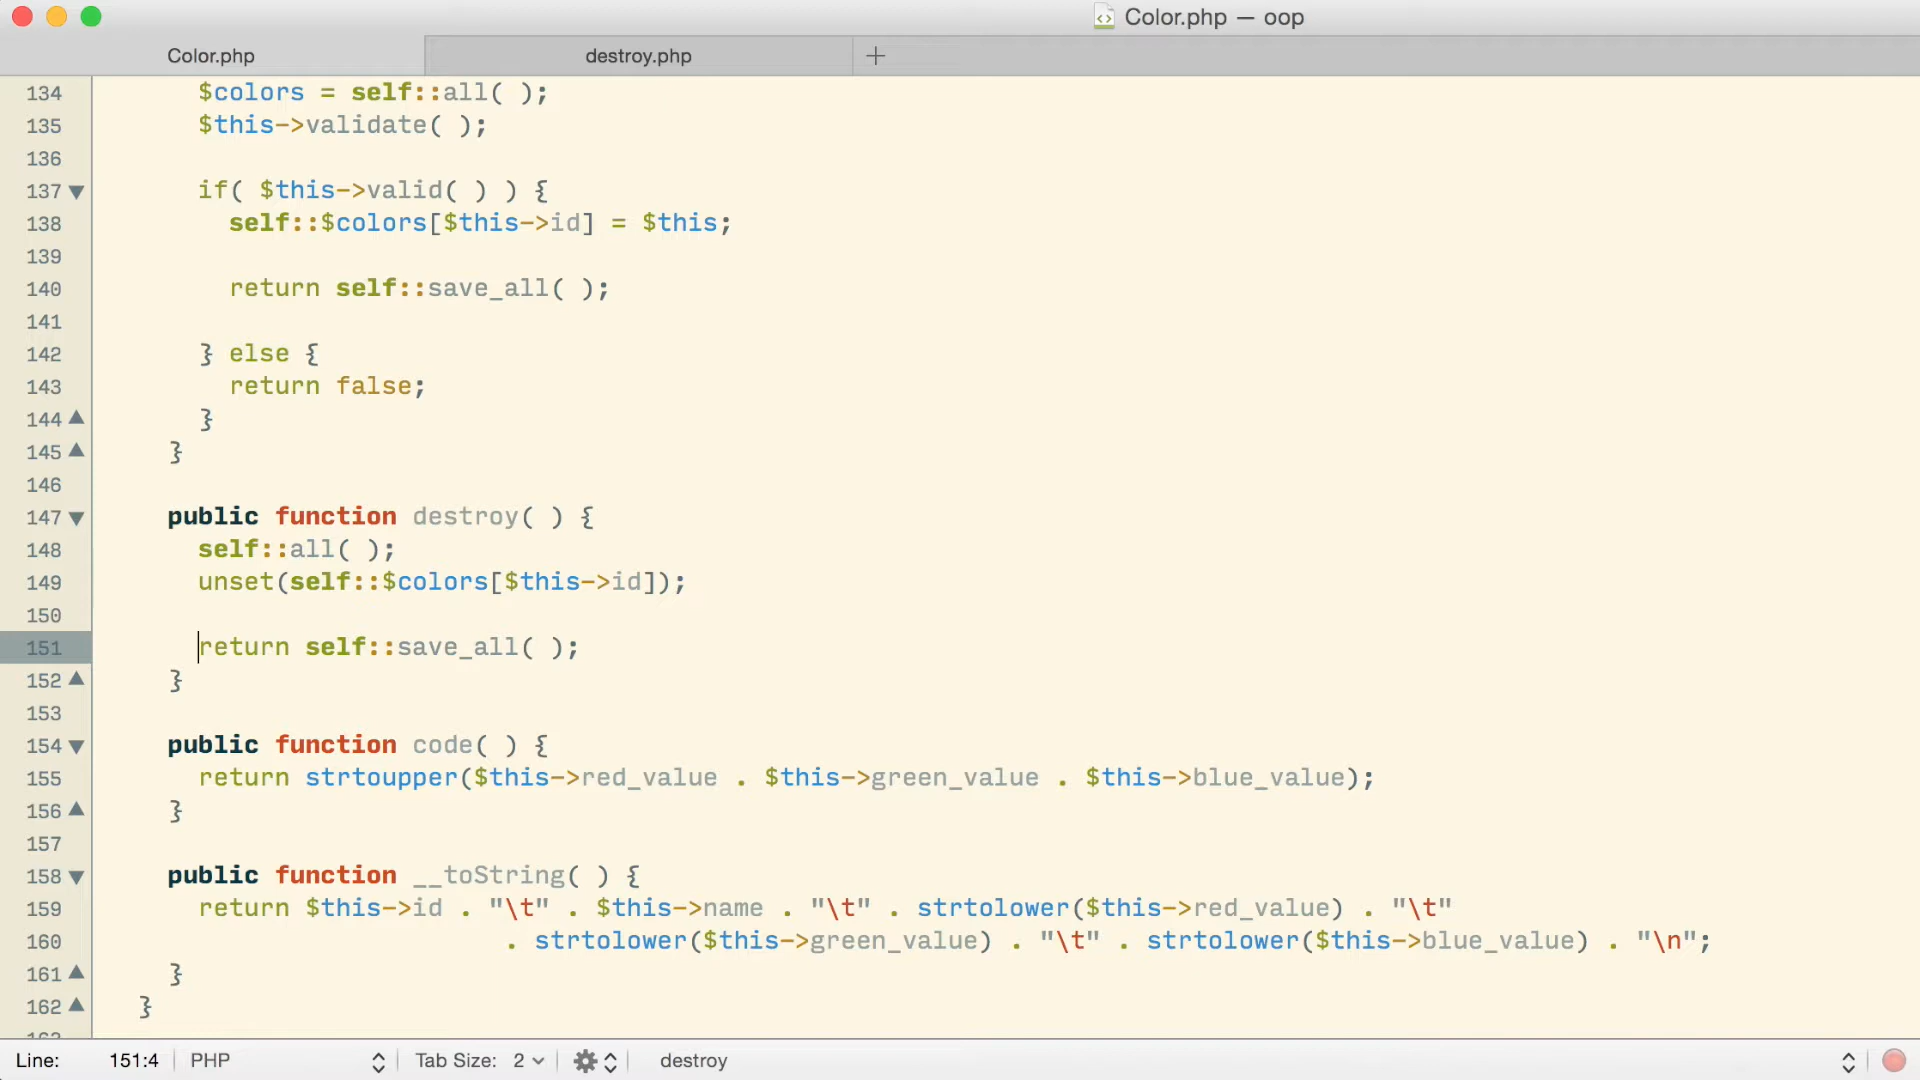 Color.php — oop
Color.php destroy.php +
134 $colors = self::all( );
135 $this->validate( );
136
137 if( $this->valid( ) ) {
138 self::$colors[$this->id] = $this;
139
140 return self::save_all( );
141
142 } else {
143 return false;
144 }
145 }
146
147 public function destroy( ) {
148 self::all( );
149 unset(self::$colors[$this->id]);
150
151 return self::save_all( );
152 }
153
154 public function code( ) {
155 return strtoupper($this->red_value . $this->green_value . $this->blue_value);
156 }
157
158 public function __toString( ) {
159 return $this->id . "\t" . $this->name . "\t" . strtolower($this->red_value) . "\t"
160 . strtolower($this->green_value) . "\t" . strtolower($this->blue_value) . "\n";
161 }
162 }
Line: 151:4 PHP Tab Size: 2 destroy